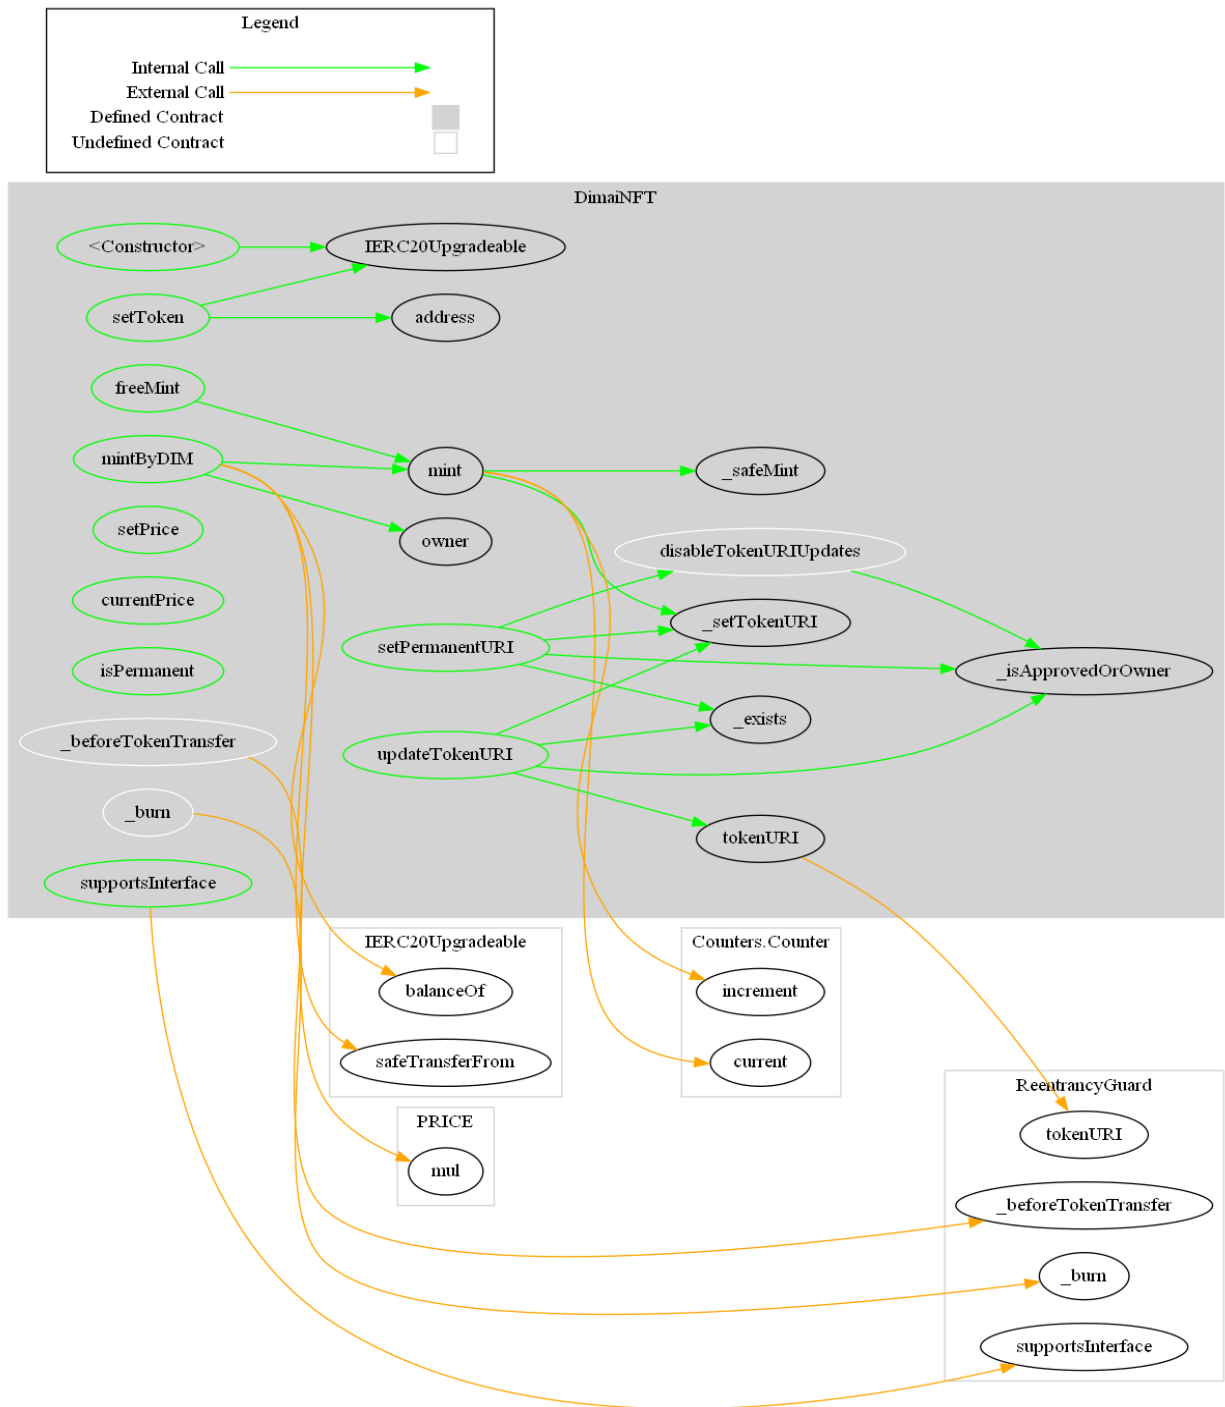 Legend
Internal Call
External Call
Defined Contract
Undefined Contract
DimaiNFT
<Constructor>
IERC20Upgradeable
setToken
address
freeMint
mintByDIM
mint
_safeMint
setPrice
owner
disableTokenURIUpdates
currentPrice
_setTokenURI
setPermanentURI
isPermanent
_isApprovedOrOwner
_exists
_beforeTokenTransfer
updateTokenURI
_burn
tokenURI
supportsInterface
IERC20Upgradeable
Counters.Counter
balanceOf
increment
safeTransferFrom
current
ReentrancyGuard
PRICE
tokenURI
mul
_beforeTokenTransfer
_burn
supportsInterface